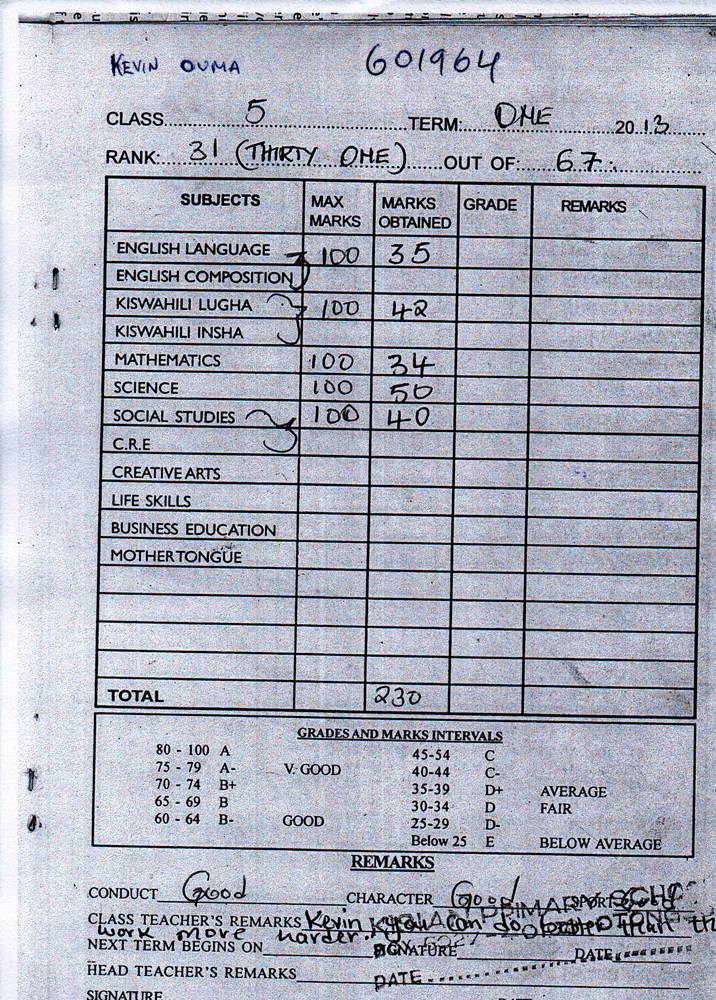 KEVIN OUMA 601964
CLASS 5 TERM: ONE 2013
RANK: 31 (THIRTY ONE) OUT OF: 67
SUBJECTS MAX MARKS MARKS OBTAINED GRADE REMARKS
ENGLISH LANGUAGE 100 35
ENGLISH COMPOSITION
KISWAHILI LUGHA 100 42
KISWAHILI INSHA
MATHEMATICS 100 34
SCIENCE 100 50
SOCIAL STUDIES 100 40
C.R.E
CREATIVE ARTS
LIFE SKILLS
BUSINESS EDUCATION
MOTHER TONGUE
TOTAL 230
GRADES AND MARKS INTERVALS
80 - 100 A 45-54 C
75 - 79 A- V. GOOD 40-44 C-
70 - 74 B+ 35-39 D+ AVERAGE
65 - 69 B 30-34 D FAIR
60 - 64 B- GOOD 25-29 D-
Below 25 E BELOW AVERAGE
REMARKS
CONDUCT Good CHARACTER Good SPORT
CLASS TEACHER'S REMARKS Kevin you can do better than
work more harder.
NEXT TERM BEGINS ON SIGNATURE DATE
HEAD TEACHER'S REMARKS DATE
SIGNATURE